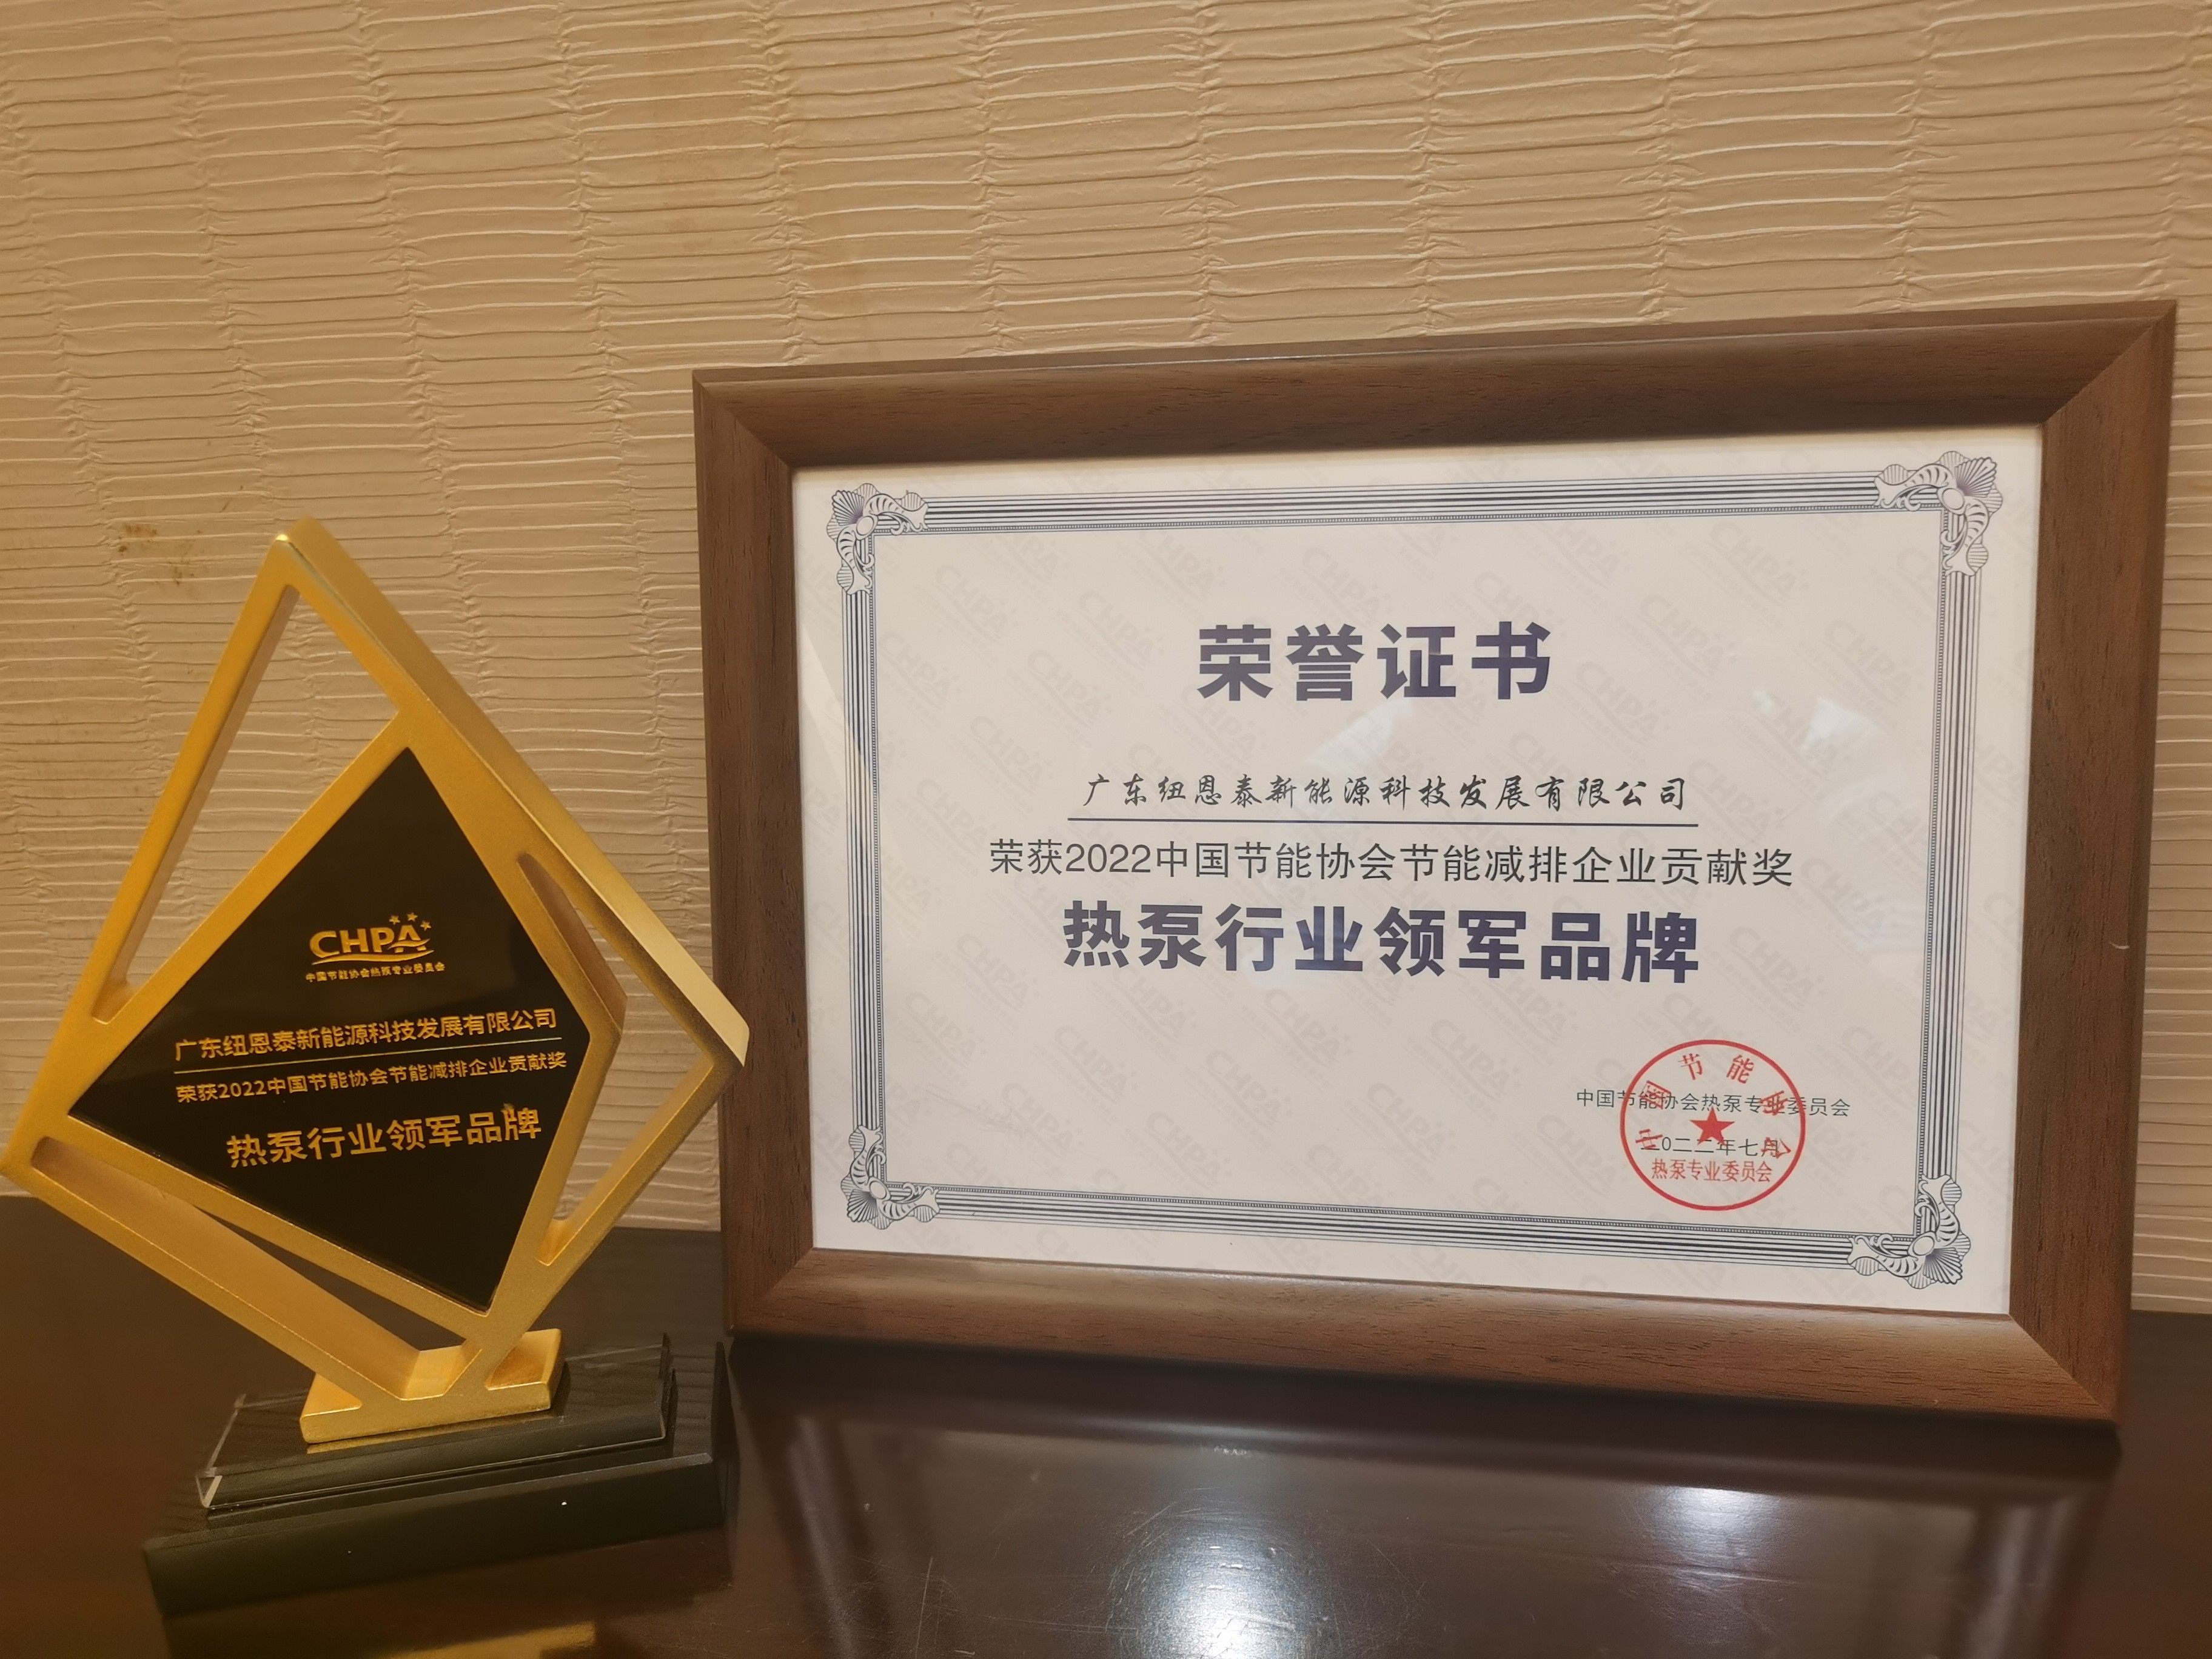 CHPA
中国节能协会热泵专业委员会
广东纽恩泰新能源科技发展有限公司
荣获2022中国节能协会节能减排企业贡献奖
热泵行业领军品牌
荣誉证书
广东纽恩泰新能源科技发展有限公司
荣获2022中国节能协会节能减排企业贡献奖
热泵行业领军品牌
中国节能协会热泵专业委员会
二0二二年七月
中国节能协会
热泵专业委员会